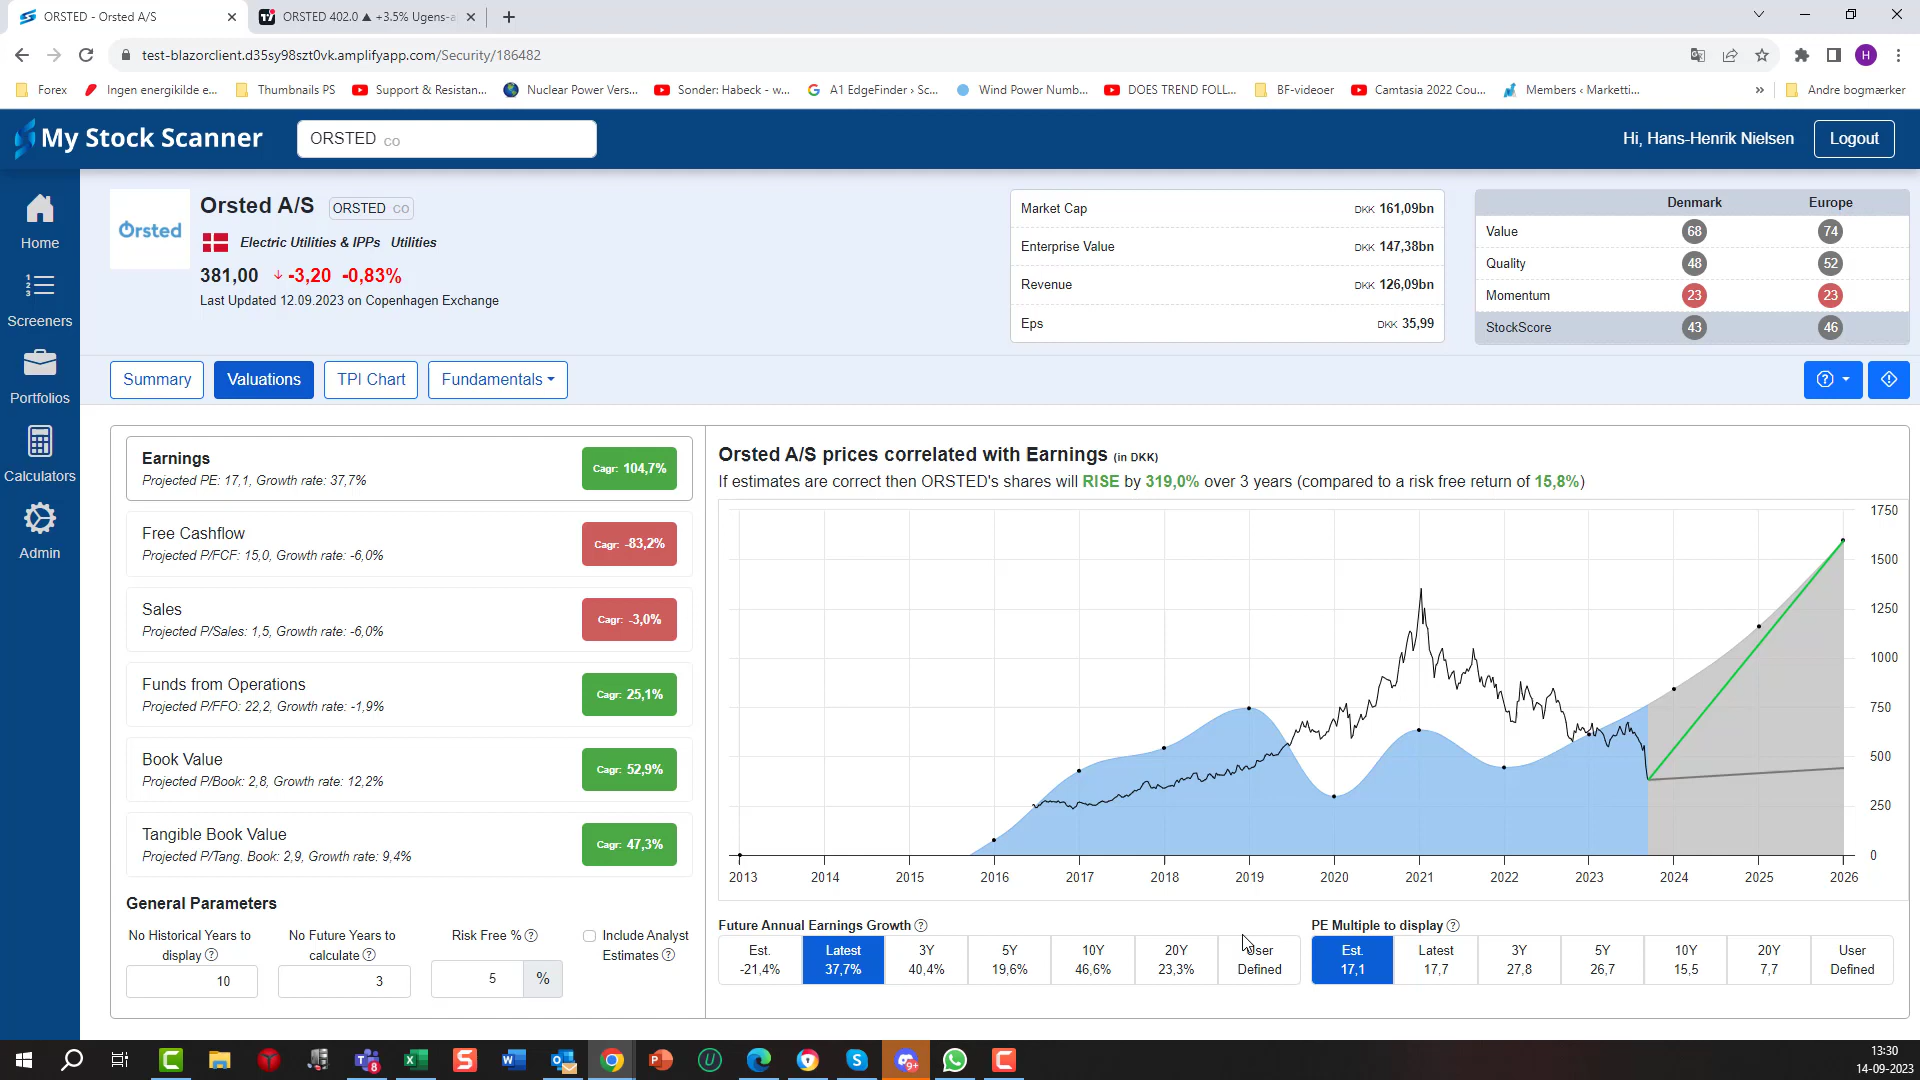 ORSTED - Orsted A/S
ORSTED 402.0 ▲ +3.5% Ugens-a
test-blazorclient.d35sy98szt0vk.amplifyapp.com/Security/186482
H
Forex
Ingen energikilde e...
Thumbnails PS
Support & Resistan...
Nuclear Power Vers...
Sonder: Habeck - w...
A1 EdgeFinder › Sc...
Wind Power Numb...
DOES TREND FOLL...
BF-videoer
Camtasia 2022 Cou...
Members ‹ Marketti...
»
Andre bogmærker
My Stock Scanner
ORSTED CO
Hi, Hans-Henrik Nielsen
Logout
Home
Screeners
Portfolios
Calculators
Admin
Orsted
Orsted A/S ORSTED CO
Electric Utilities & IPPs Utilities
381,00 ↓ -3,20 -0,83%
Last Updated 12.09.2023 on Copenhagen Exchange
Market Cap DKK 161,09bn
Enterprise Value DKK 147,38bn
Revenue DKK 126,09bn
Eps DKK 35,99
Denmark Europe
Value 68 74
Quality 48 52
Momentum 23 23
StockScore 43 46
Summary
Valuations
TPI Chart
Fundamentals
Earnings
Projected PE: 17,1, Growth rate: 37,7%
Cagr: 104,7%
Free Cashflow
Projected P/FCF: 15,0, Growth rate: -6,0%
Cagr: -83,2%
Sales
Projected P/Sales: 1,5, Growth rate: -6,0%
Cagr: -3,0%
Funds from Operations
Projected P/FFO: 22,2, Growth rate: -1,9%
Cagr: 25,1%
Book Value
Projected P/Book: 2,8, Growth rate: 12,2%
Cagr: 52,9%
Tangible Book Value
Projected P/Tang. Book: 2,9, Growth rate: 9,4%
Cagr: 47,3%
General Parameters
No Historical Years to display
10
No Future Years to calculate
3
Risk Free %
5 %
Include Analyst Estimates
Orsted A/S prices correlated with Earnings (in DKK)
If estimates are correct then ORSTED's shares will RISE by 319,0% over 3 years (compared to a risk free return of 15,8%)
1750
1500
1250
1000
750
500
250
0
2013 2014 2015 2016 2017 2018 2019 2020 2021 2022 2023 2024 2025 2026
Future Annual Earnings Growth
Est. Latest 3Y 5Y 10Y 20Y User
-21,4% 37,7% 40,4% 19,6% 46,6% 23,3% Defined
PE Multiple to display
Est. Latest 3Y 5Y 10Y 20Y User
17,1 17,7 27,8 26,7 15,5 7,7 Defined
13:30
14-09-2023